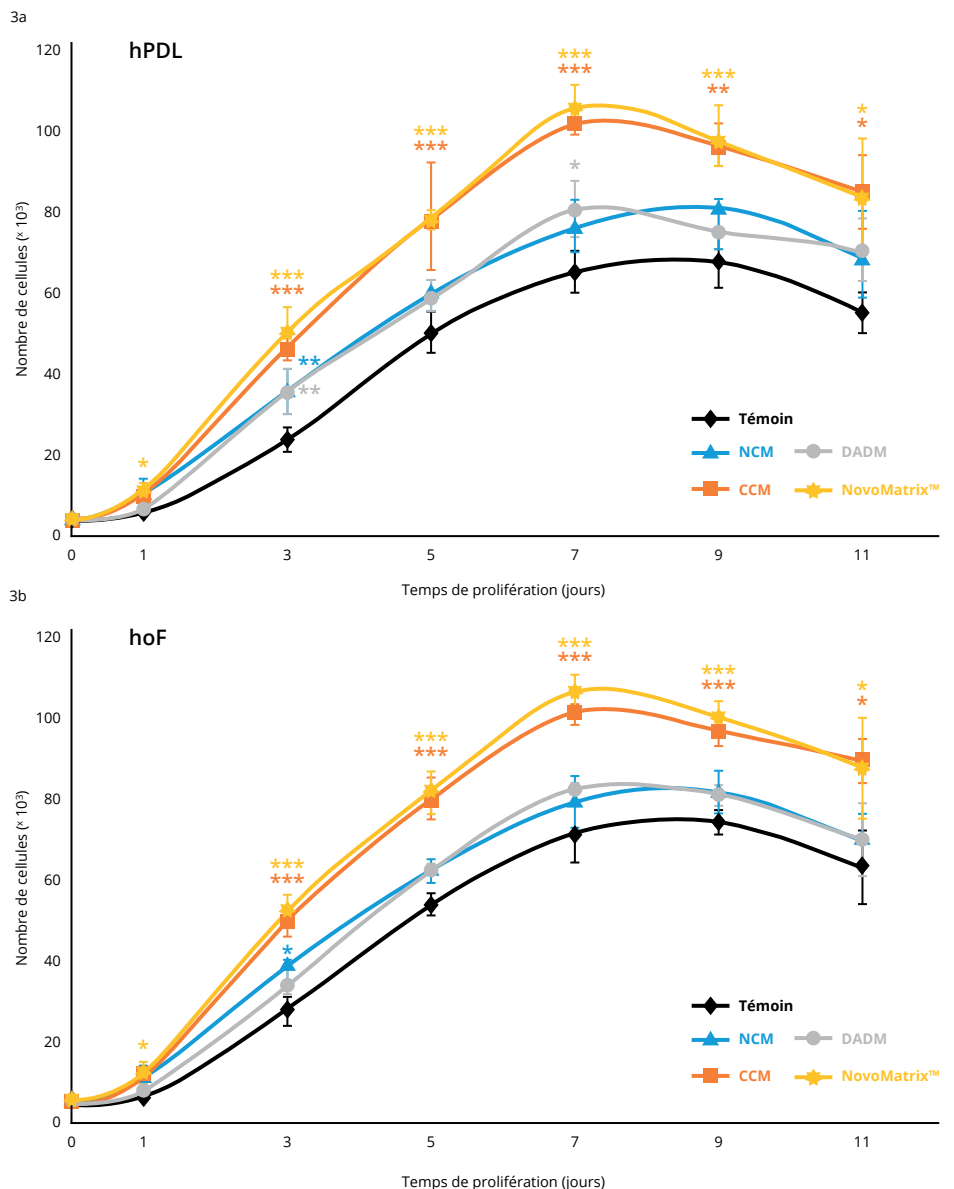 3a
hPDL
120
100
80
60
40
20
0
Nombre de cellules (x 10³)
***
***
***
***
***
**
*
*
***
***
*
**
**
*
Témoin
NCM DADM
CCM NovoMatrix™
0 1 3 5 7 9 11
Temps de prolifération (jours)
3b
hoF
120
100
80
60
40
20
0
Nombre de cellules (x 10³)
***
***
***
***
*
*
***
***
***
***
*
*
Témoin
NCM DADM
CCM NovoMatrix™
0 1 3 5 7 9 11
Temps de prolifération (jours)